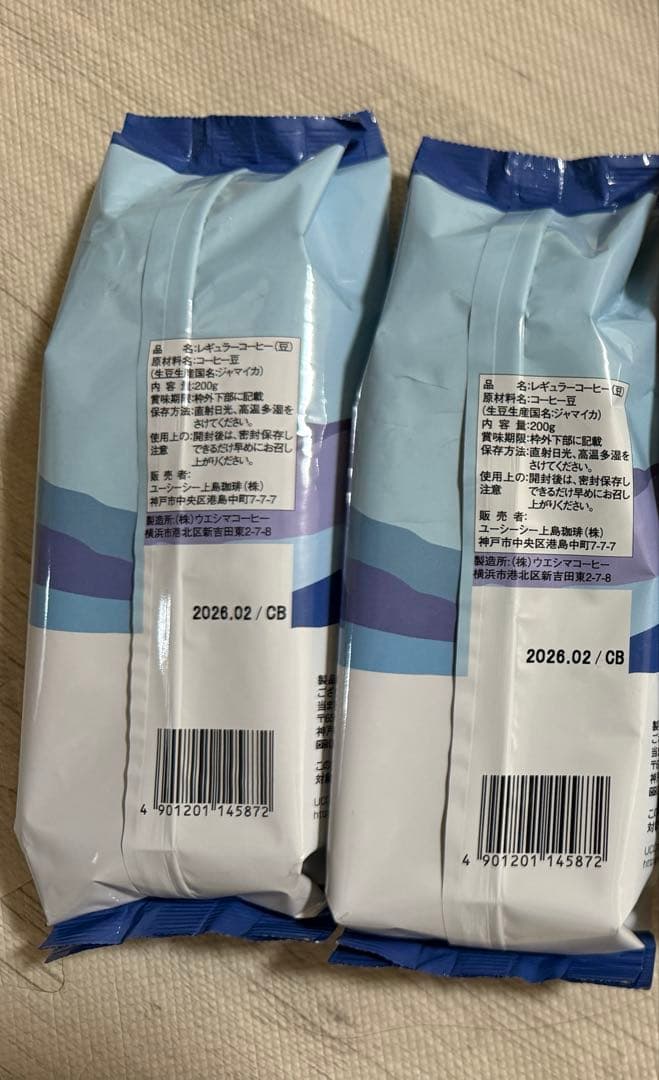 品 名:レギュラーコーヒー(豆)
原材料名:コーヒー豆
(生豆生産国名:ジャマイカ)
内 容 量:200g
賞味期限:枠外下部に記載
保存方法:直射日光、高温多湿を
さけてください。
使用上の:開封後は、密封保存し
注意 できるだけ早めにお召し
上がりください。
販 売 者:
ユーシーシー上島珈琲(株)
神戸市中央区港島中町7-7-7
製造所:(株)ウエシマコーヒー
横浜市港北区新吉田東2-7-8
2026.02/CB
4 901201 145872
品 名:レギュラーコーヒー(豆)
原材料名:コーヒー豆
(生豆生産国名:ジャマイカ)
内 容 量:200g
賞味期限:枠外下部に記載
保存方法:直射日光、高温多湿を
さけてください。
使用上の:開封後は、密封保存し
注意 できるだけ早めにお召し
上がりください。
販 売 者:
ユーシーシー上島珈琲(株)
神戸市中央区港島中町7-7-7
製造所:(株)ウエシマコーヒー
横浜市港北区新吉田東2-7-8
2026.02/CB
4 901201 145872